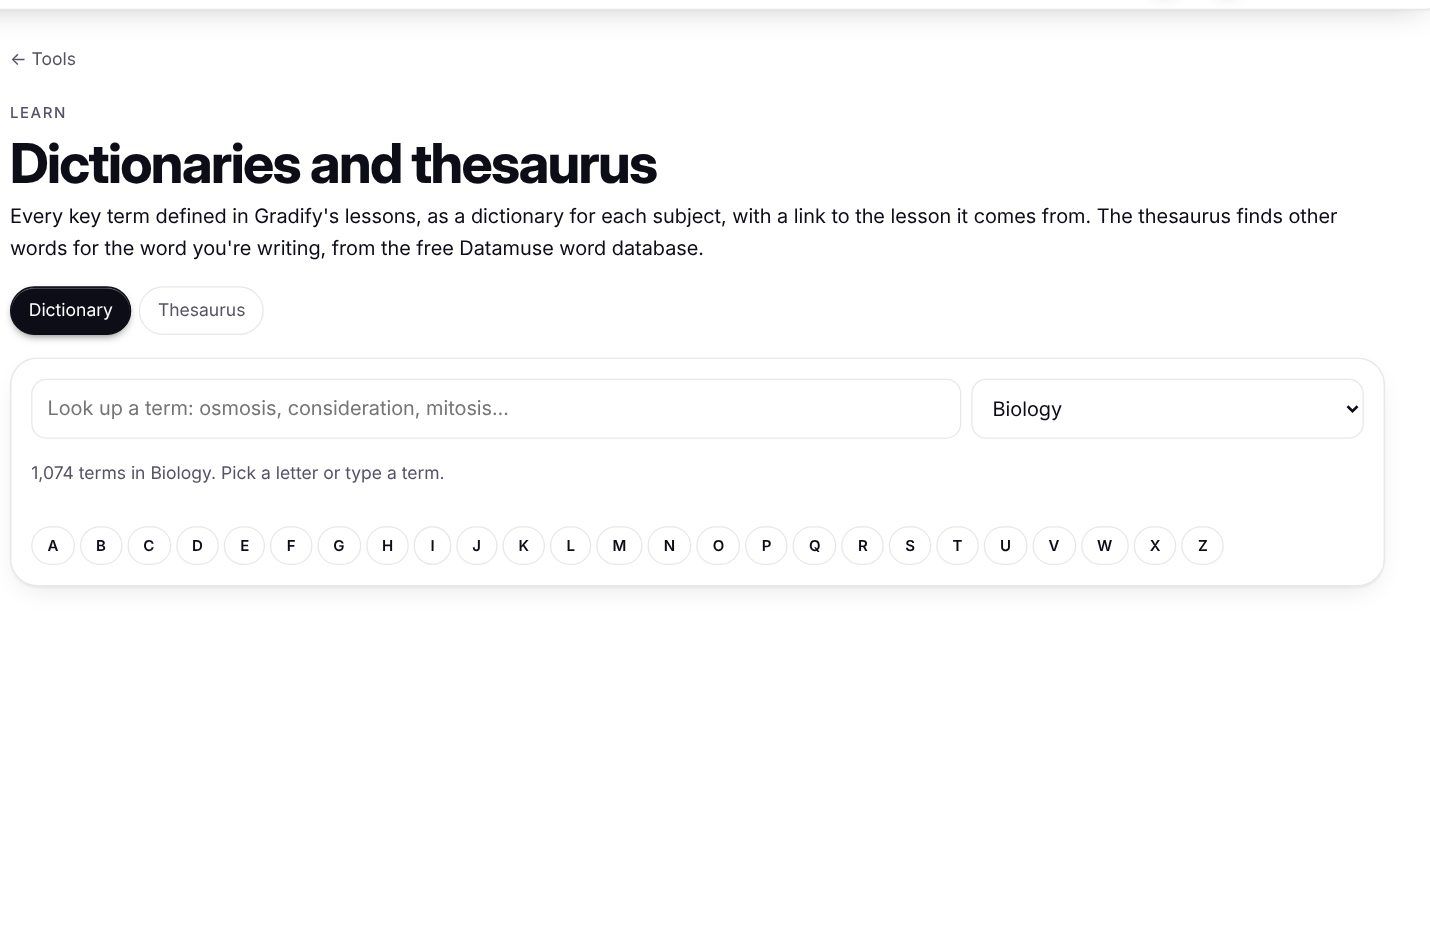 ← Tools
LEARN
Dictionaries and thesaurus
Every key term defined in Gradify's lessons, as a dictionary for each subject, with a link to the lesson it comes from. The thesaurus finds other
words for the word you're writing, from the free Datamuse word database.
Dictionary Thesaurus
Look up a term: osmosis, consideration, mitosis... Biology
1,074 terms in Biology. Pick a letter or type a term.
A B C D E F G H I J K L M N O P Q R S T U V W X Z